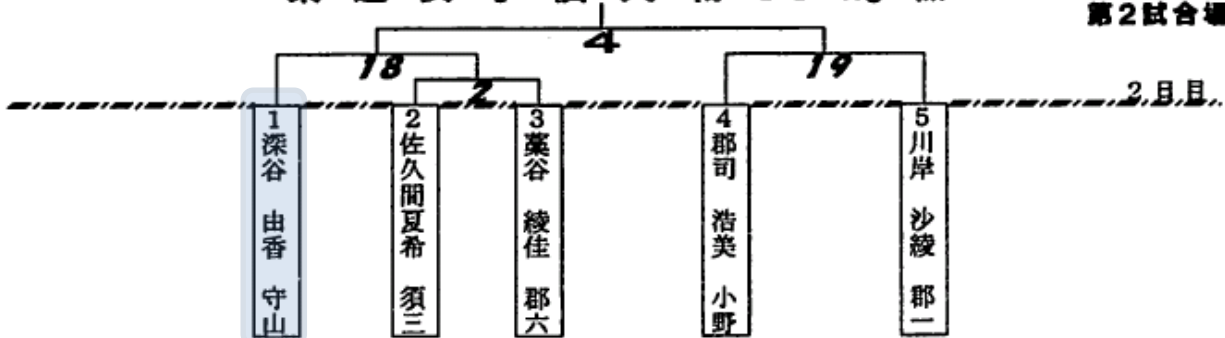 第2試合場
4
18
19
2
2日目
1 深谷 由香 守山
2 佐久間夏希 須三
3 藁谷 綾佳 郡六
4 郡司 浩美 小野
5 川岸 沙綾 郡一